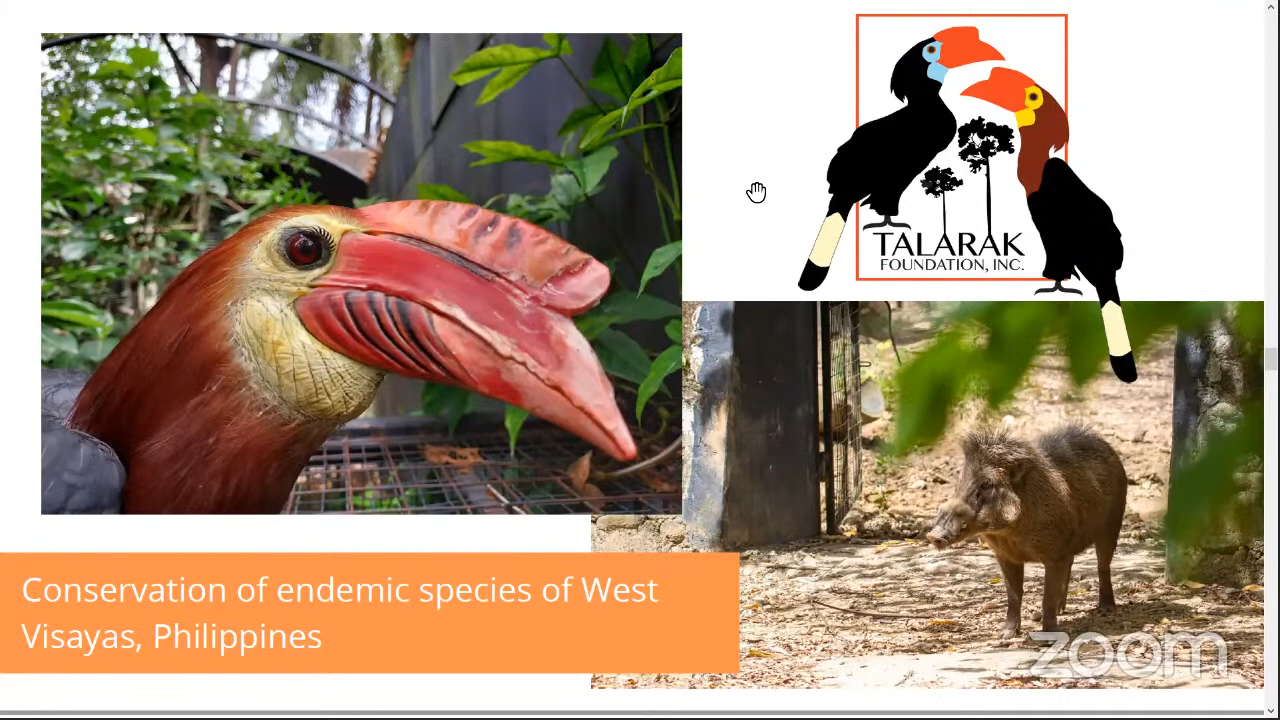 TALARAK
FOUNDATION, INC.
Conservation of endemic species of West
Visayas, Philippines
zoom